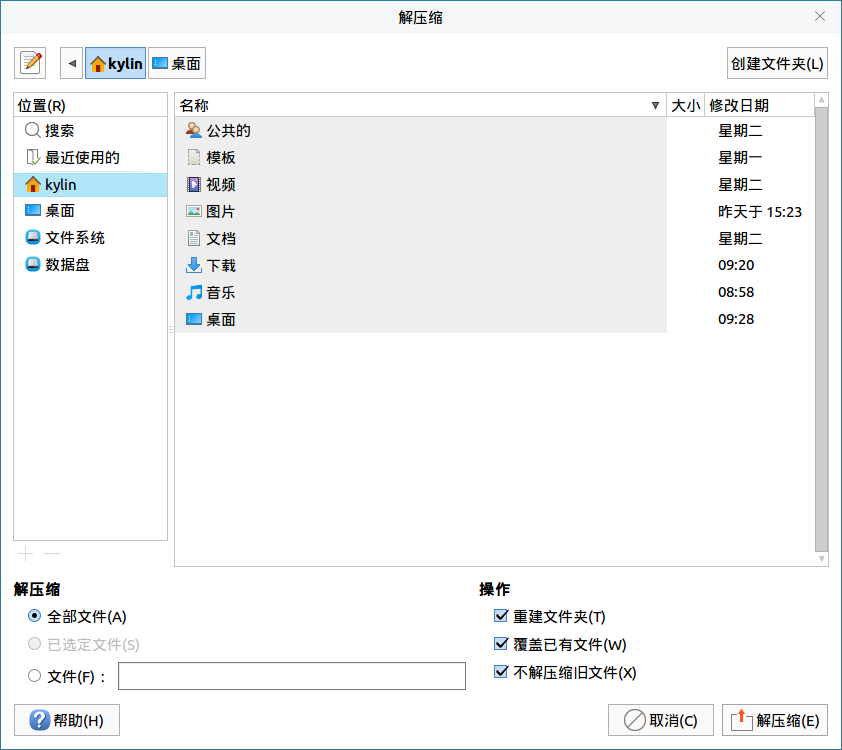 解压缩
kylin 桌面 创建文件夹(L)
位置(R)
搜索
最近使用的
kylin
桌面
文件系统
数据盘
名称 大小 修改日期
公共的 星期二
模板 星期一
视频 星期二
图片 昨天于 15:23
文档 星期二
下载 09:20
音乐 08:58
桌面 09:28
解压缩
全部文件(A)
已选定文件(S)
文件(F)：
操作
重建文件夹(T)
覆盖已有文件(W)
不解压缩旧文件(X)
帮助(H) 取消(C) 解压缩(E)